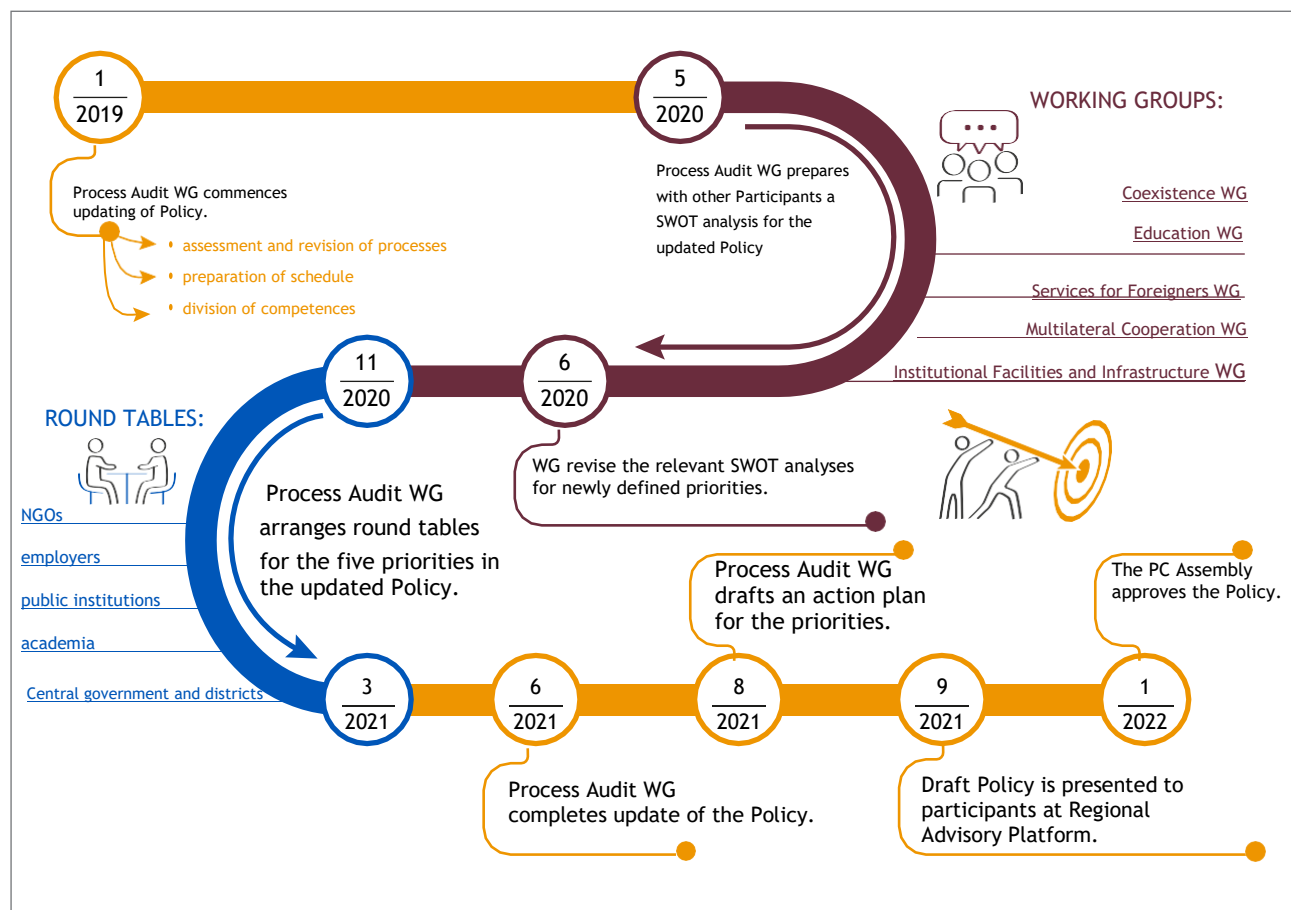 1
2019
5
2020
WORKING GROUPS:
Process Audit WG commences
updating of Policy.
• assessment and revision of processes
• preparation of schedule
• division of competences
Process Audit WG prepares
with other Participants a
SWOT analysis for the
updated Policy
Coexistence WG
Education WG
Services for Foreigners WG
Multilateral Cooperation WG
Institutional Facilities and Infrastructure WG
11
2020
6
2020
ROUND TABLES:
NGOs
employers
public institutions
academia
Central government and districts
Process Audit WG
arranges round tables
for the five priorities in
the updated Policy.
WG revise the relevant SWOT analyses
for newly defined priorities.
Process Audit WG
drafts an action plan
for the priorities.
The PC Assembly
approves the Policy.
3
2021
6
2021
8
2021
9
2021
1
2022
Process Audit WG
completes update of the Policy.
Draft Policy is presented to
participants at Regional
Advisory Platform.